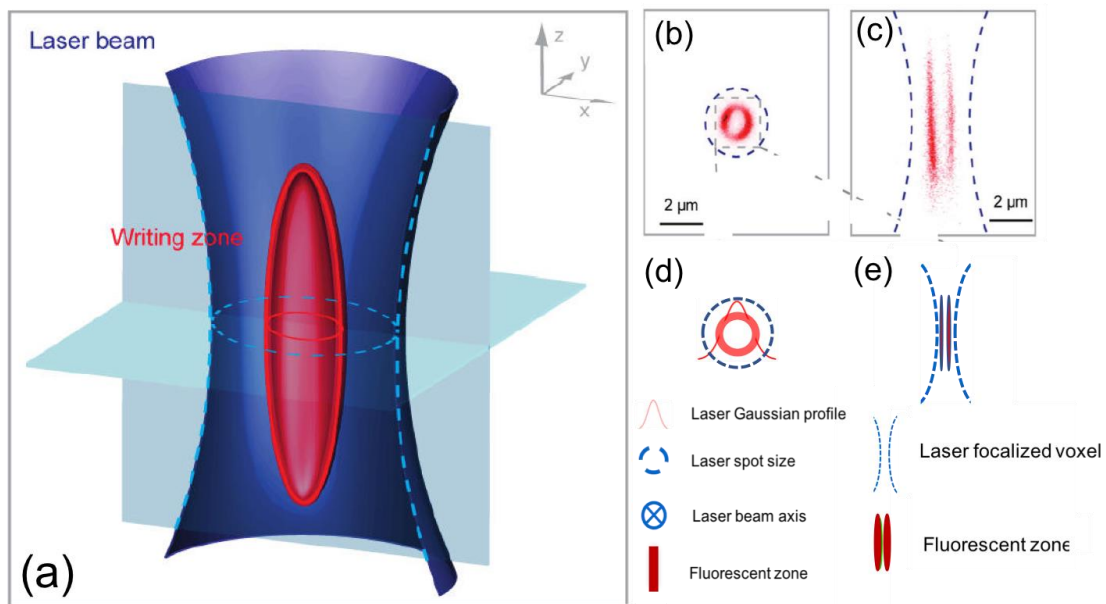 Laser beam
z
y
x
Writing zone
(a)
(b)
2 µm
(c)
2 µm
(d)
Laser Gaussian profile
Laser spot size
Laser beam axis
Fluorescent zone
(e)
Laser focalized voxel
Fluorescent zone